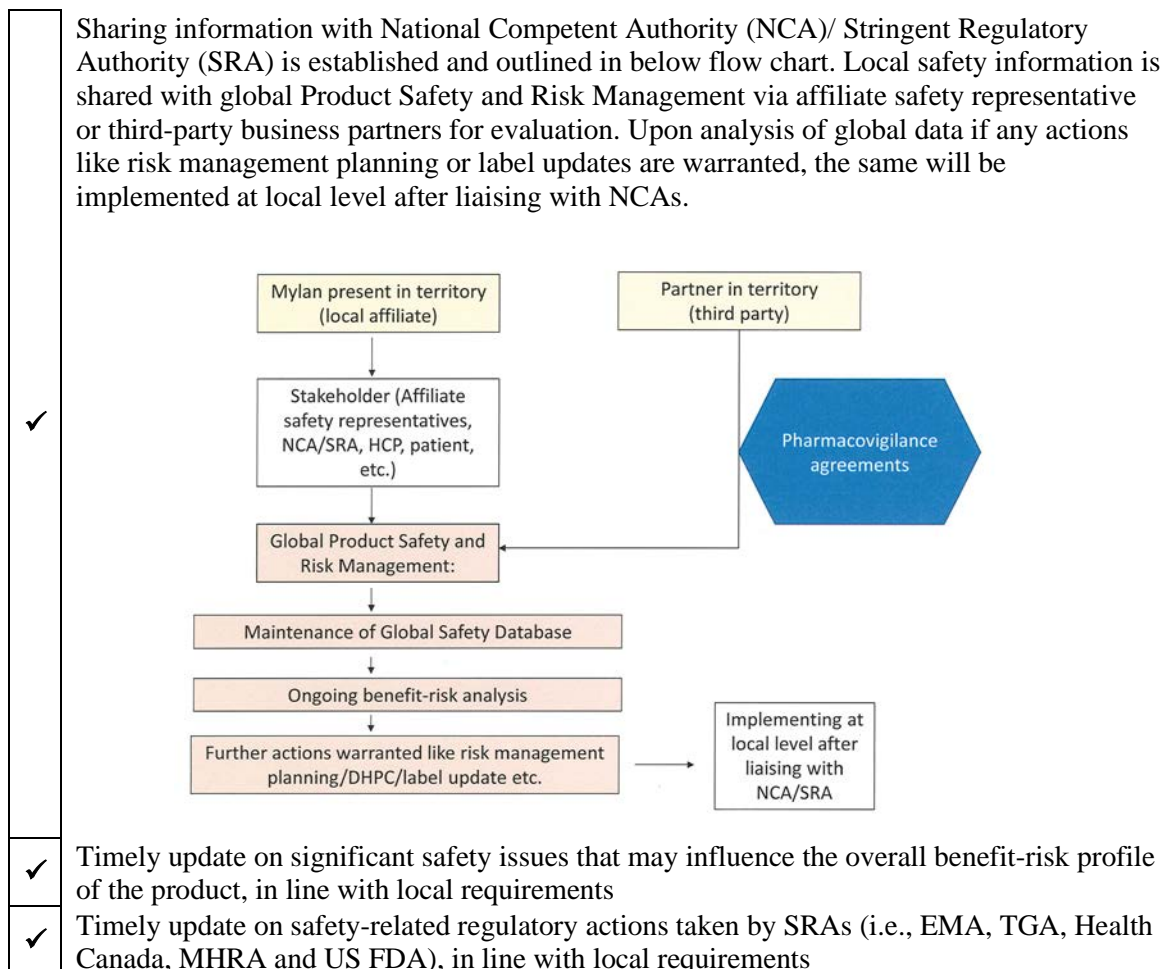 Sharing information with National Competent Authority (NCA)/ Stringent Regulatory
Authority (SRA) is established and outlined in below flow chart. Local safety information is
shared with global Product Safety and Risk Management via affiliate safety representative
or third-party business partners for evaluation. Upon analysis of global data if any actions
like risk management planning or label updates are warranted, the same will be
implemented at local level after liaising with NCAs.
Mylan present in territory
(local affiliate)
Partner in territory
(third party)
Stakeholder (Affiliate
safety representatives,
NCA/SRA, HCP, patient,
etc.)
Pharmacovigilance
agreements
Global Product Safety and
Risk Management:
Maintenance of Global Safety Database
Ongoing benefit-risk analysis
Further actions warranted like risk management
planning/DHPC/label update etc.
Implementing at
local level after
liaising with
NCA/SRA
✓
✓ Timely update on significant safety issues that may influence the overall benefit-risk profile
of the product, in line with local requirements
✓ Timely update on safety-related regulatory actions taken by SRAs (i.e., EMA, TGA, Health
Canada, MHRA and US FDA), in line with local requirements